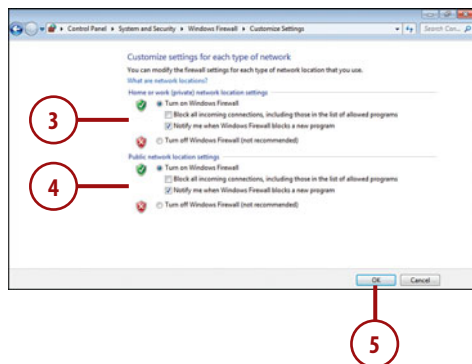 Control Panel ▸ System and Security ▸ Windows Firewall ▸ Customize Settings
Search Con...
Customize settings for each type of network
You can modify the firewall settings for each type of network location that you use.
What are network locations?
Home or work (private) network location settings
Turn on Windows Firewall
Block all incoming connections, including those in the list of allowed programs
3
Notify me when Windows Firewall blocks a new program
Turn off Windows Firewall (not recommended)
Public network location settings
Turn on Windows Firewall
Block all incoming connections, including those in the list of allowed programs
4
Notify me when Windows Firewall blocks a new program
Turn off Windows Firewall (not recommended)
OK
Cancel
5